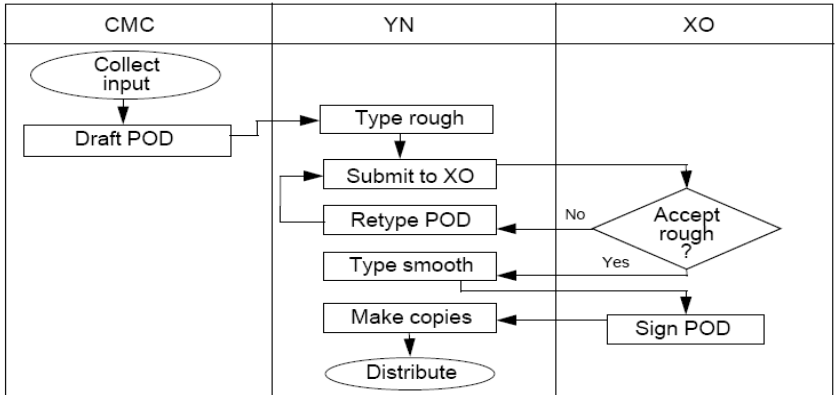 CMC
YN
XO
Collect
input
Draft POD
Type rough
Submit to XO
Accept
rough
?
No
Retype POD
Yes
Type smooth
Sign POD
Make copies
Distribute